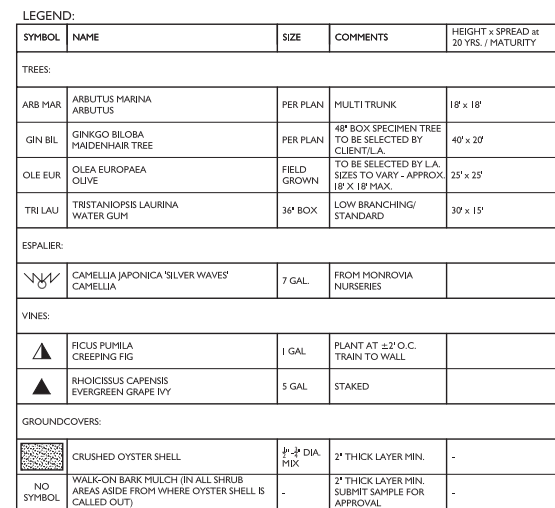 LEGEND:
SYMBOL NAME SIZE COMMENTS HEIGHT x SPREAD at
20 YRS. / MATURITY
TREES:
ARB MAR ARBUTUS MARINA
ARBUTUS PER PLAN MULTI TRUNK 18' x 18'
GIN BIL GINKGO BILOBA
MAIDENHAIR TREE PER PLAN 48" BOX SPECIMEN TREE
TO BE SELECTED BY
CLIENT/L.A. 40' x 20'
OLE EUR OLEA EUROPAEA
OLIVE FIELD
GROWN TO BE SELECTED BY L.A.
SIZES TO VARY - APPROX.
18' X 18' MAX. 25' x 25'
TRI LAU TRISTANIOPSIS LAURINA
WATER GUM 36" BOX LOW BRANCHING/
STANDARD 30' x 15'
ESPALIER:
CAMELLIA JAPONICA 'SILVER WAVES'
CAMELLIA 7 GAL. FROM MONROVIA
NURSERIES
VINES:
FICUS PUMILA
CREEPING FIG 1 GAL PLANT AT ±2' O.C.
TRAIN TO WALL
RHOICISSUS CAPENSIS
EVERGREEN GRAPE IVY 5 GAL STAKED
GROUNDCOVERS:
CRUSHED OYSTER SHELL DIA.
MIX 2" THICK LAYER MIN. -
NO
SYMBOL WALK-ON BARK MULCH (IN ALL SHRUB
AREAS ASIDE FROM WHERE OYSTER SHELL IS
CALLED OUT) - 2" THICK LAYER MIN.
SUBMIT SAMPLE FOR
APPROVAL -